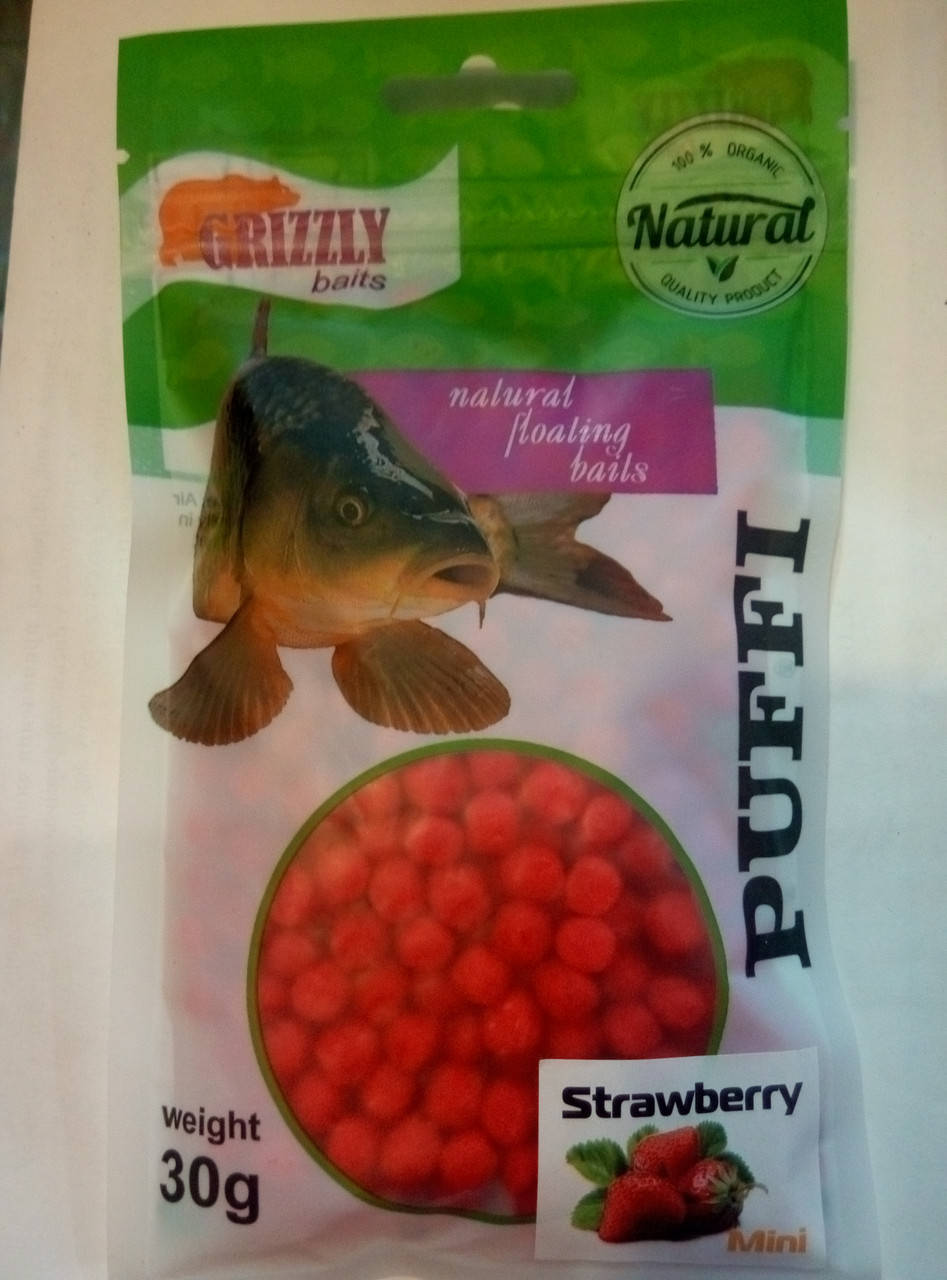 GRIZZLY
baits
100 % ORGANIC
Natural
QUALITY PRODUCT
natural
floating
baits
PUFFI
weight
30g
Strawberry
Mini